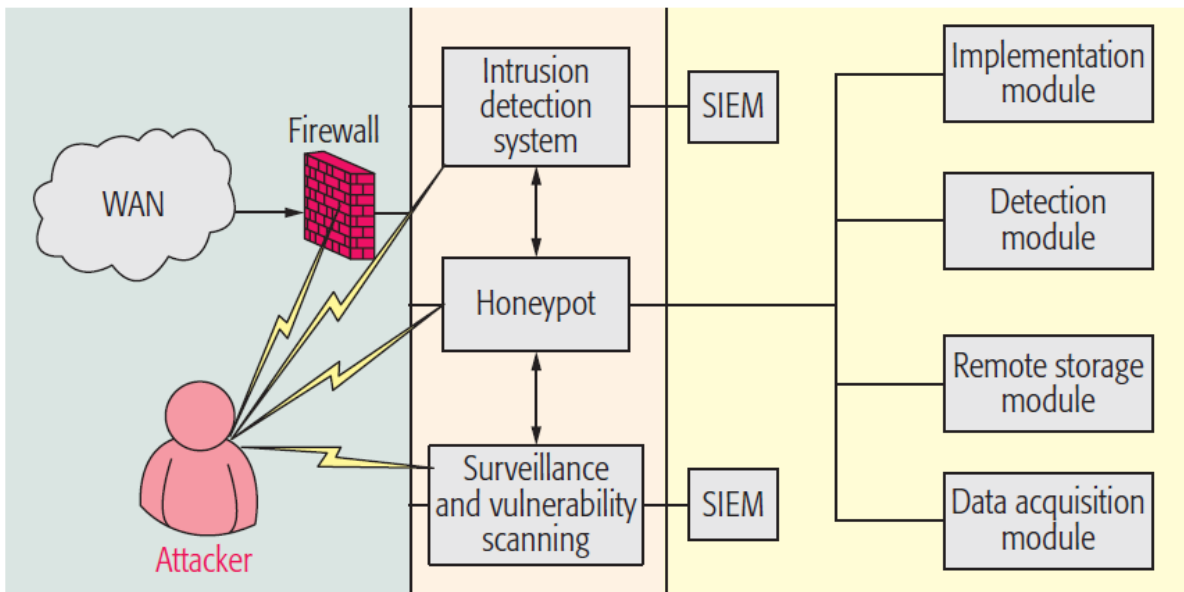 WAN
Firewall
Attacker
Intrusion
detection
system
Honeypot
Surveillance
and vulnerability
scanning
SIEM
SIEM
Implementation
module
Detection
module
Remote storage
module
Data acquisition
module